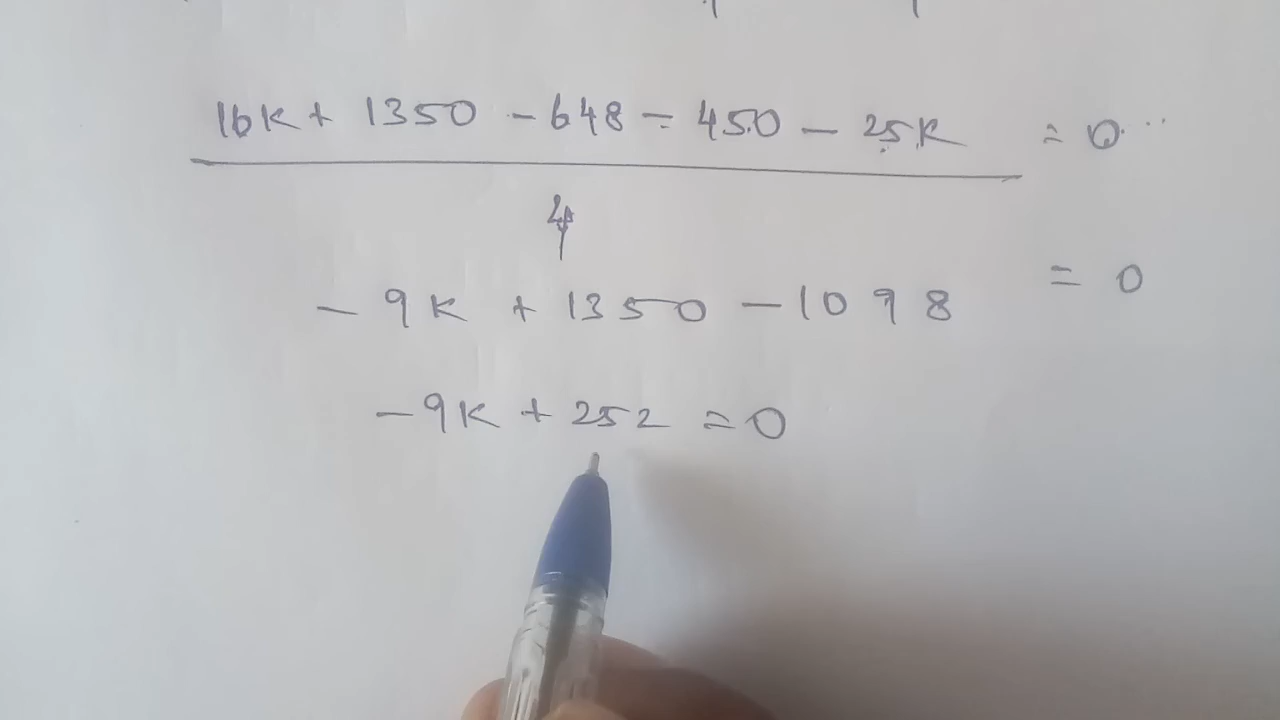 16K + 1350 - 648 - 450 - 25K = 0
4
- 9K + 1350 - 1098 = 0
- 9K + 252 = 0